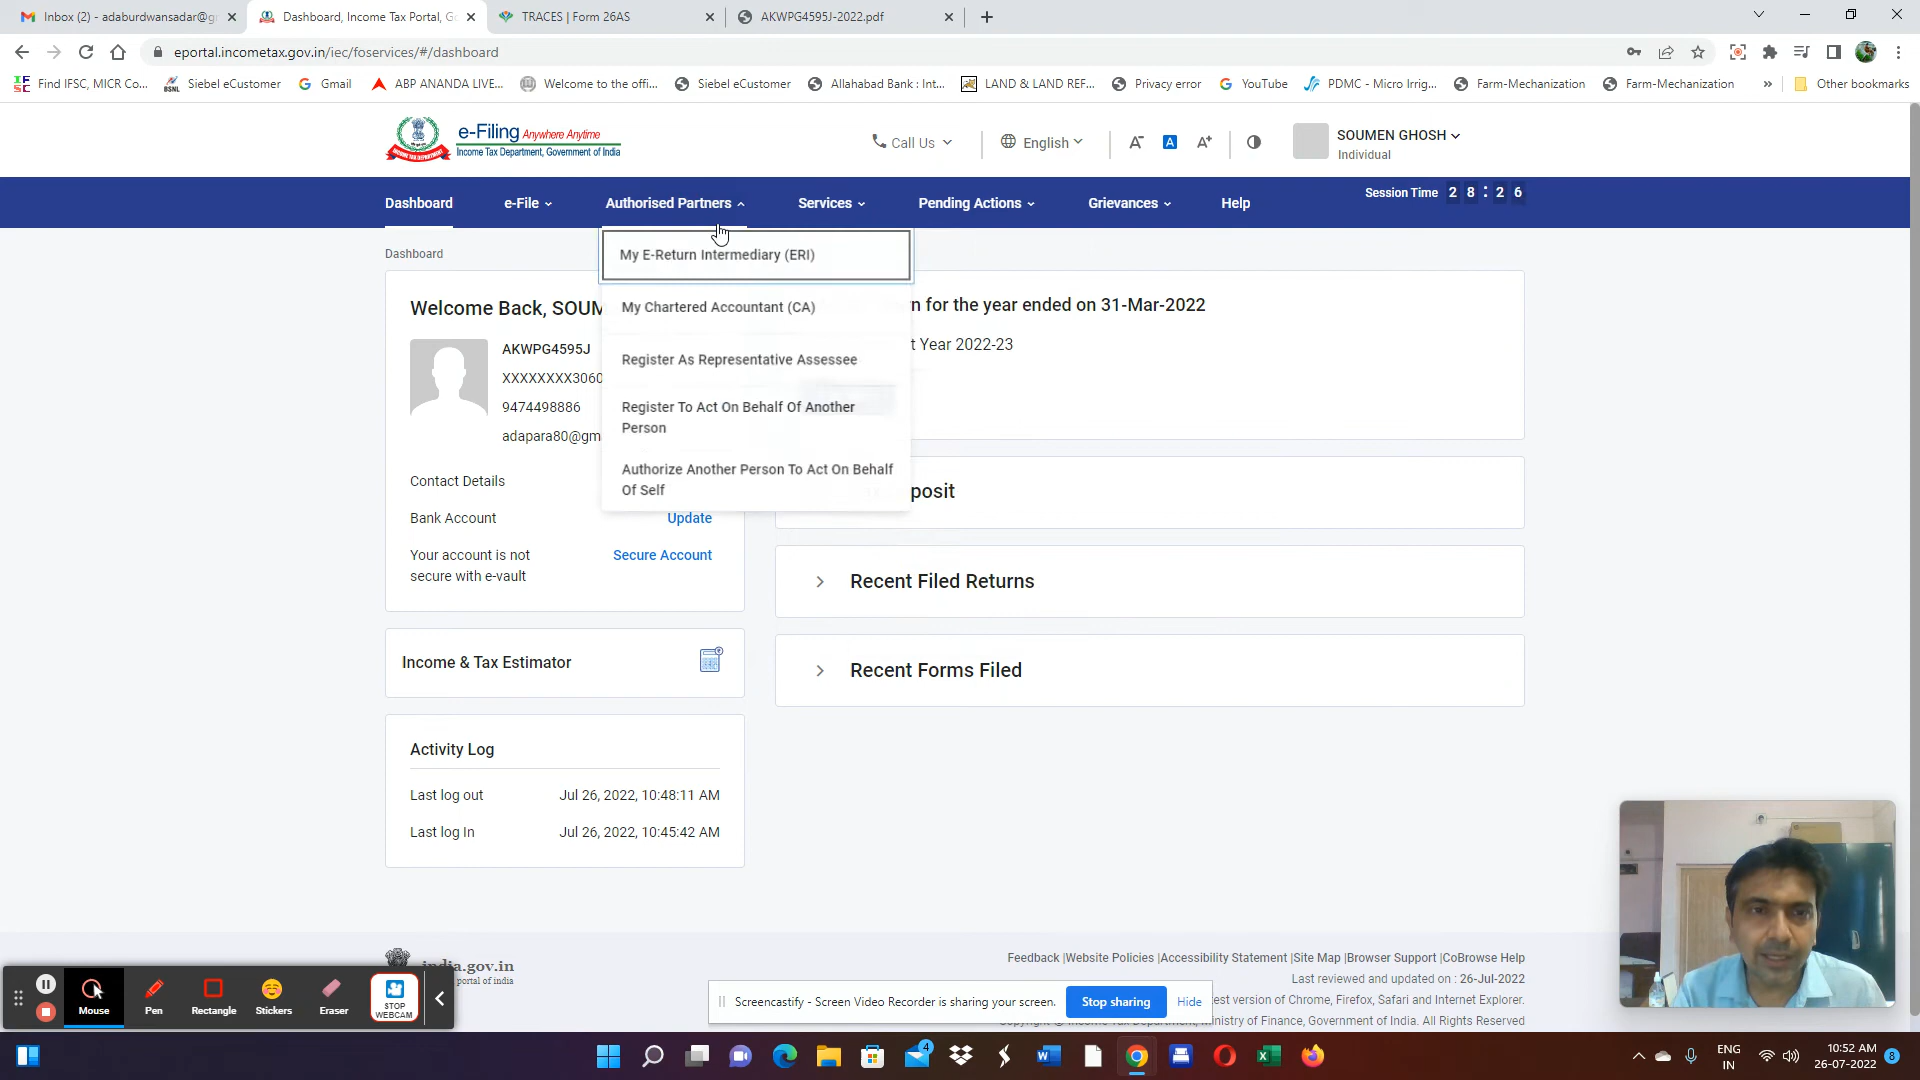 Inbox (2) - adaburdwansadar@g
Dashboard, Income Tax Portal, G
TRACES | Form 26AS
AKWPG4595J-2022.pdf
eportal.incometax.gov.in/iec/foservices/#/dashboard
Find IFSC, MICR Co...
Siebel eCustomer
Gmail
ABP ANANDA LIVE...
Welcome to the offi...
Siebel eCustomer
Allahabad Bank : Int...
LAND & LAND REF...
Privacy error
YouTube
PDMC - Micro Irrig...
Farm-Mechanization
Farm-Mechanization
»
Other bookmarks
e-Filing Anywhere Anytime
Income Tax Department, Government of India
Call Us
English
A-
A
A+
SOUMEN GHOSH
Individual
Dashboard
e-File
Authorised Partners
Services
Pending Actions
Grievances
Help
Session Time 2 8 : 2 6
Dashboard
My E-Return Intermediary (ERI)
My Chartered Accountant (CA)
Register As Representative Assessee
Register To Act On Behalf Of Another
Person
Authorize Another Person To Act On Behalf
Of Self
Welcome Back, SOUM
AKWPG4595J
XXXXXXXX3060
9474498886
adapara80@gm
Contact Details
Bank Account Update
Your account is not
secure with e-vault
Secure Account
n for the year ended on 31-Mar-2022
t Year 2022-23
posit
Recent Filed Returns
Recent Forms Filed
Income & Tax Estimator
Activity Log
Last log out Jul 26, 2022, 10:48:11 AM
Last log In Jul 26, 2022, 10:45:42 AM
india.gov.in
portal of india
Feedback |Website Policies |Accessibility Statement |Site Map |Browser Support |CoBrowse Help
Last reviewed and updated on : 26-Jul-2022
est version of Chrome, Firefox, Safari and Internet Explorer.
Copyright © Income Tax Department, Ministry of Finance, Government of India. All Rights Reserved
Mouse
Pen
Rectangle
Stickers
Eraser
STOP
WEBCAM
Screencastify - Screen Video Recorder is sharing your screen.
Stop sharing
Hide
4
ENG
IN
10:52 AM
26-07-2022
8